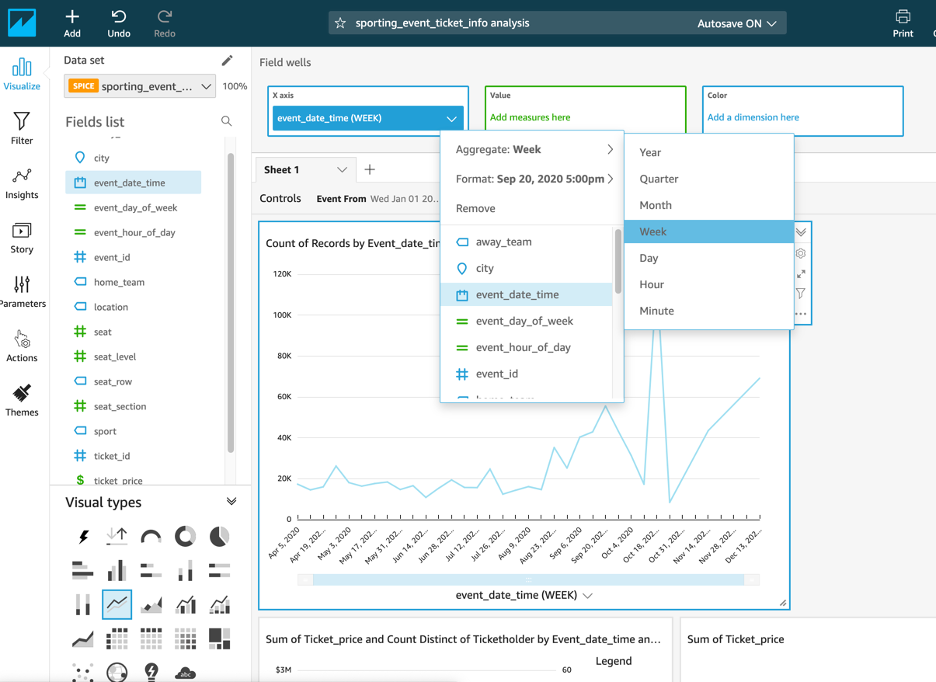 Add
Undo
Redo
sporting_event_ticket_info analysis
Autosave ON
Print
Visualize
Filter
Insights
Story
Parameters
Actions
Themes
Data set
SPICE sporting_event_...
100%
Fields list
city
event_date_time
event_day_of_week
event_hour_of_day
event_id
home_team
location
seat
seat_level
seat_row
seat_section
sport
ticket_id
ticket_price
Visual types
Field wells
X axis
event_date_time (WEEK)
Value
Add measures here
Color
Add a dimension here
Sheet 1
Controls
Event From Wed Jan 01 20..
Aggregate: Week
Format: Sep 20, 2020 5:00pm
Remove
away_team
city
event_date_time
event_day_of_week
event_hour_of_day
event_id
Year
Quarter
Month
Week
Day
Hour
Minute
Count of Records by Event_date_tin
120K
100K
80K
60K
40K
20K
0
Apr 5, 2020
Apr 19, 202...
May 3, 2020
May 17, 202...
May 31, 202...
Jun 14, 202...
Jun 28, 202...
Jul 12, 202...
Jul 26, 202...
Aug 9, 2020
Aug 23, 202...
Sep 6, 2020
Sep 20, 202...
Oct 4, 2020
Oct 18, 202...
Oct 31, 202...
Nov 14, 202...
Nov 28, 202...
Dec 13, 202...
event_date_time (WEEK)
Sum of Ticket_price and Count Distinct of Ticketholder by Event_date_time an...
$3M
60
Legend
Sum of Ticket_price